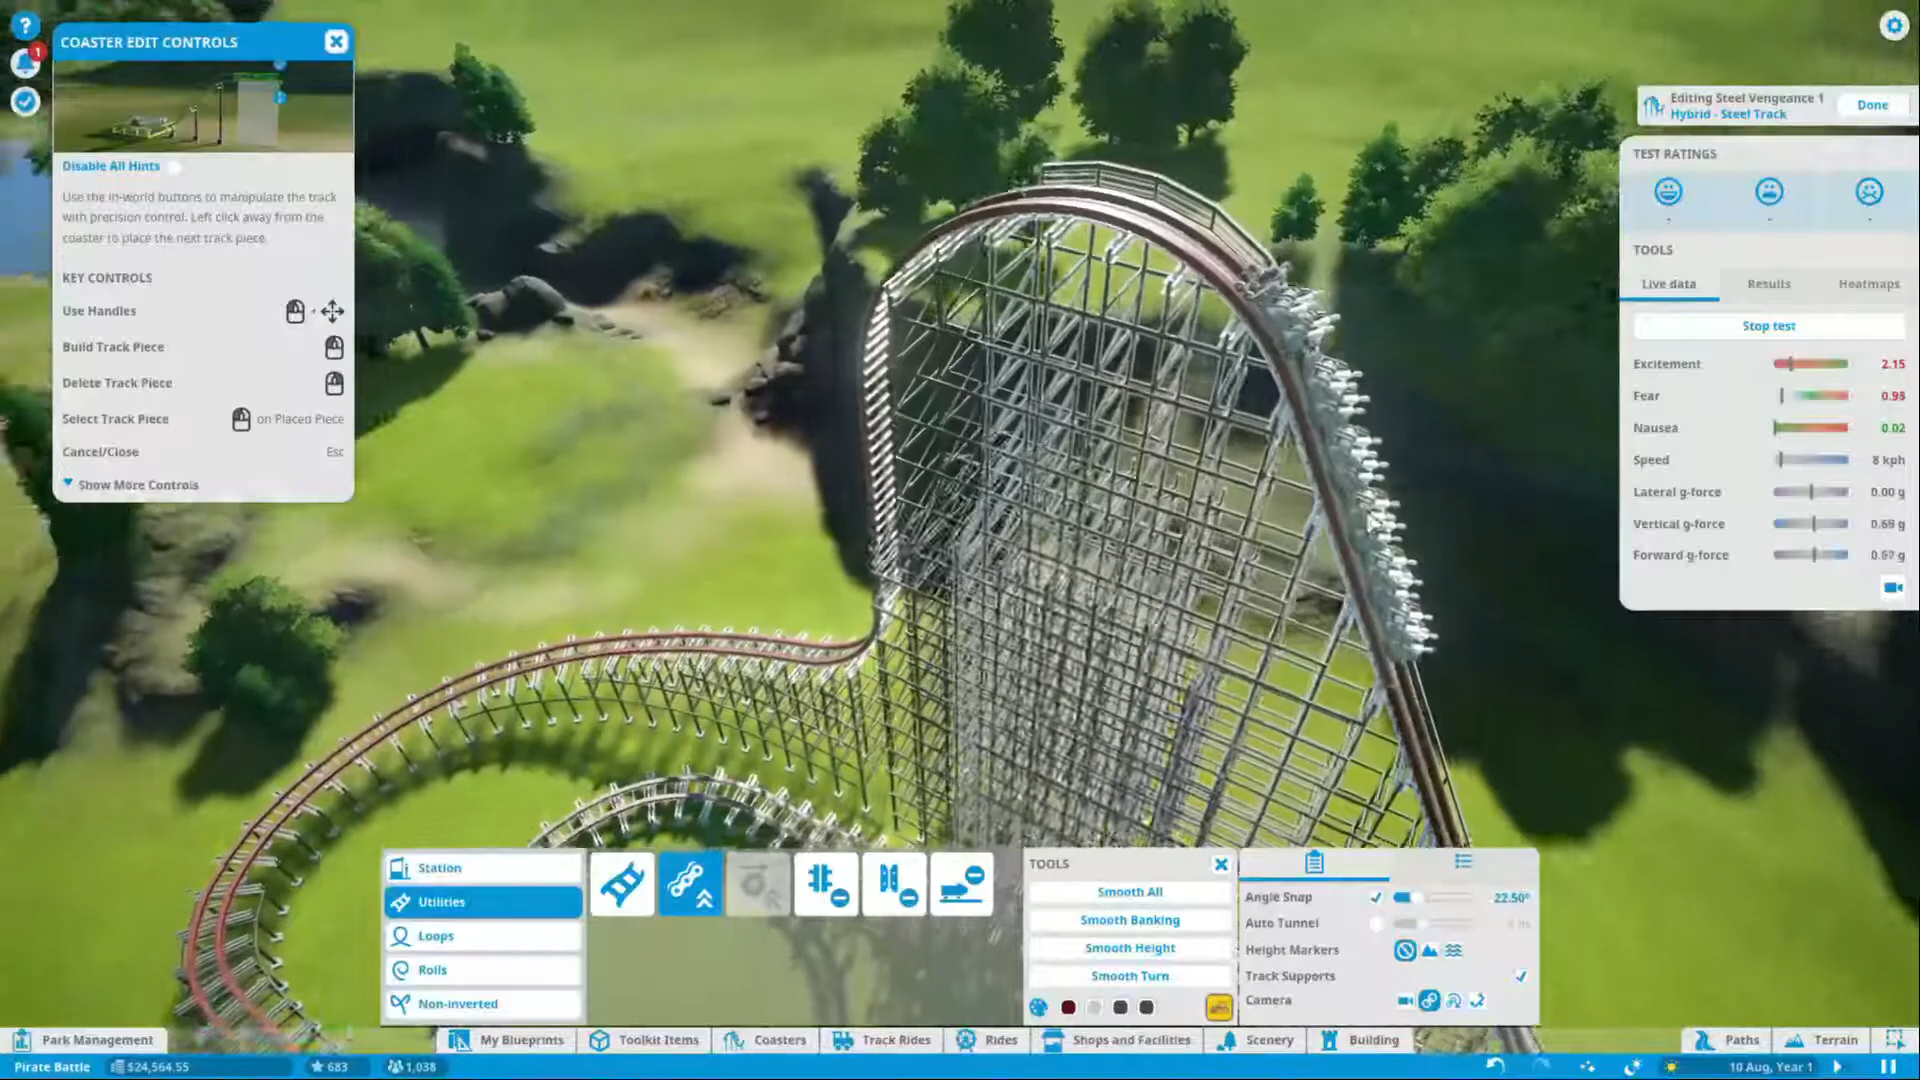 ?
1
COASTER EDIT CONTROLS
Disable All Hints
Use the in-world buttons to manipulate the track
with precision control. Left click away from the
coaster to place the next track piece.
KEY CONTROLS
Use Handles
Build Track Piece
Delete Track Piece
Select Track Piece on Placed Piece
Cancel/Close Esc
Show More Controls
Editing Steel Vengeance 1
Hybrid - Steel Track
Done
TEST RATINGS
- - -
TOOLS
Live data Results Heatmaps
Stop test
Excitement 2.15
Fear 0.95
Nausea 0.02
Speed 8 kph
Lateral g-force 0.00 g
Vertical g-force 0.69 g
Forward g-force 0.97 g
Station
Utilities
Loops
Rolls
Non-inverted
TOOLS
Smooth All
Smooth Banking
Smooth Height
Smooth Turn
Angle Snap 22.50°
Auto Tunnel
Height Markers
Track Supports
Camera
Park Management My Blueprints Toolkit Items Coasters Track Rides Rides Shops and Facilities Scenery Building Paths Terrain
Pirate Battle $24,564.55 683 1,038 10 Aug, Year 1